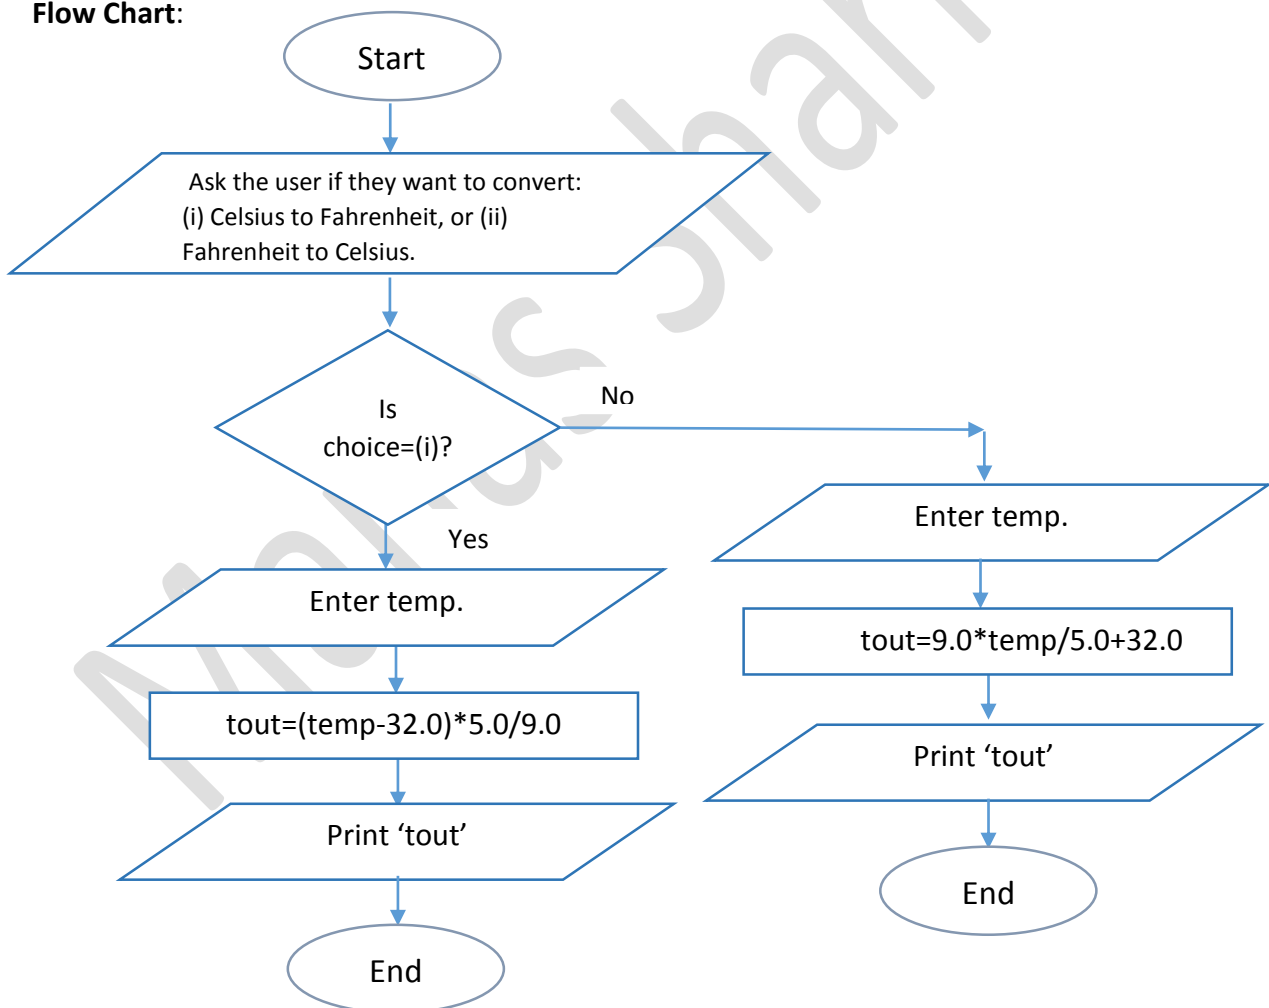 Flow Chart:
Start
Ask the user if they want to convert:
(i) Celsius to Fahrenheit, or (ii)
Fahrenheit to Celsius.
Is
choice=(i)?
No
Yes
Enter temp.
tout=(temp-32.0)*5.0/9.0
Print ‘tout’
End
Enter temp.
tout=9.0*temp/5.0+32.0
Print ‘tout’
End